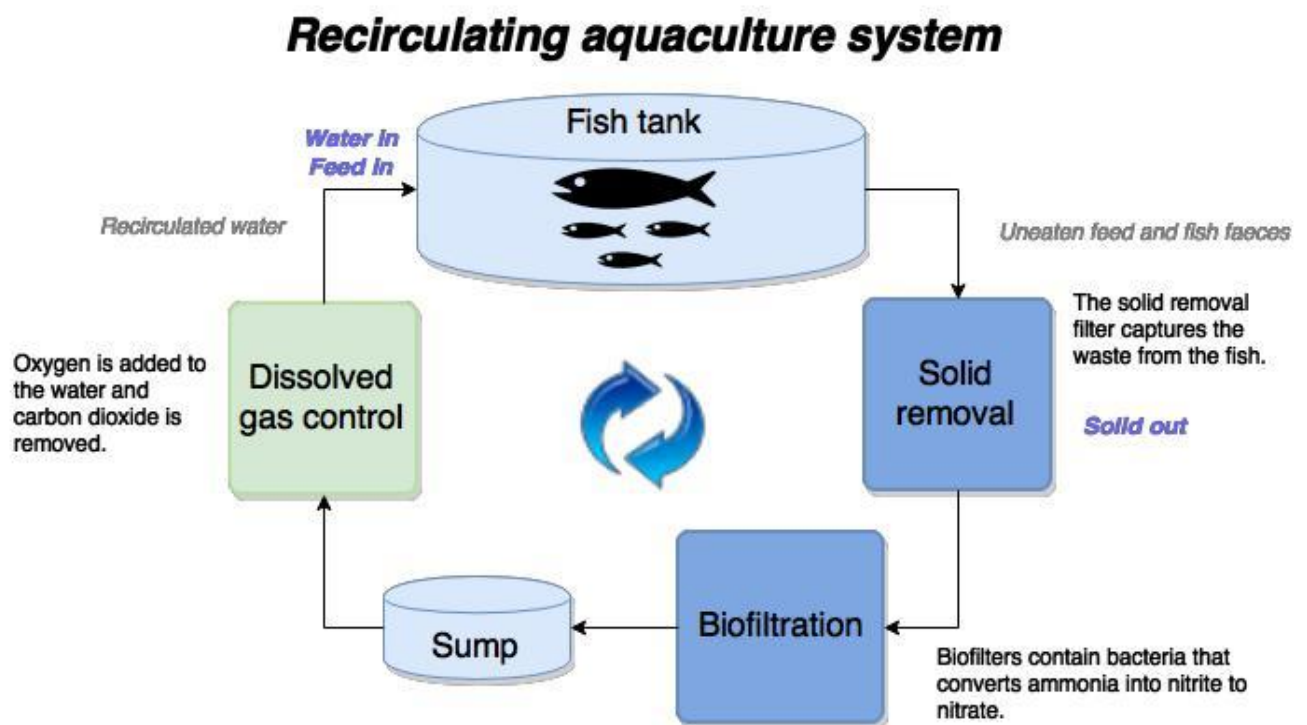 Recirculating aquaculture system
Fish tank
Water in
Feed in
Recirculated water
Uneaten feed and fish faeces
The solid removal
filter captures the
waste from the fish.
Solid
removal
Solid out
Oxygen is added to
the water and
carbon dioxide is
removed.
Dissolved
gas control
Biofiltration
Sump
Biofilters contain bacteria that
converts ammonia into nitrite to
nitrate.